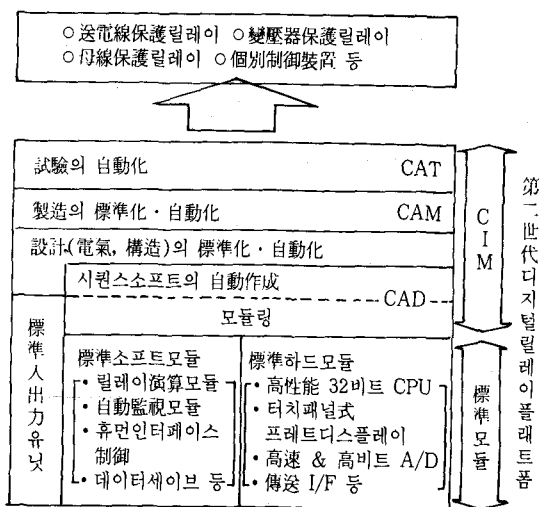 ○ 送電線保護릴레이 ○ 變壓器保護릴레이
○ 母線保護릴레이 ○ 個別制御裝置 등
試驗의 自動化 CAT
製造의 標準化·自動化 CAM
設計(電氣, 構造)의 標準化·自動化
시퀀스소프트의 自動作成
CAD
모듈링
標準入出力유닛
標準소프트모듈
• 릴레이演算모듈
• 自動監視모듈
• 휴먼인터페이스
制御
• 데이터세이브 등
標準하드모듈
• 高性能 32비트 CPU
• 터치패널式
프레트디스플레이
• 高速 & 高비트 A/D
• 傳送 I/F 등
CIM
標準모듈
第二世代디지털릴레이플래트폼